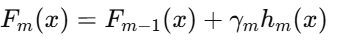 F_m(x) = F_{m-1}(x) + γ_m h_m(x)